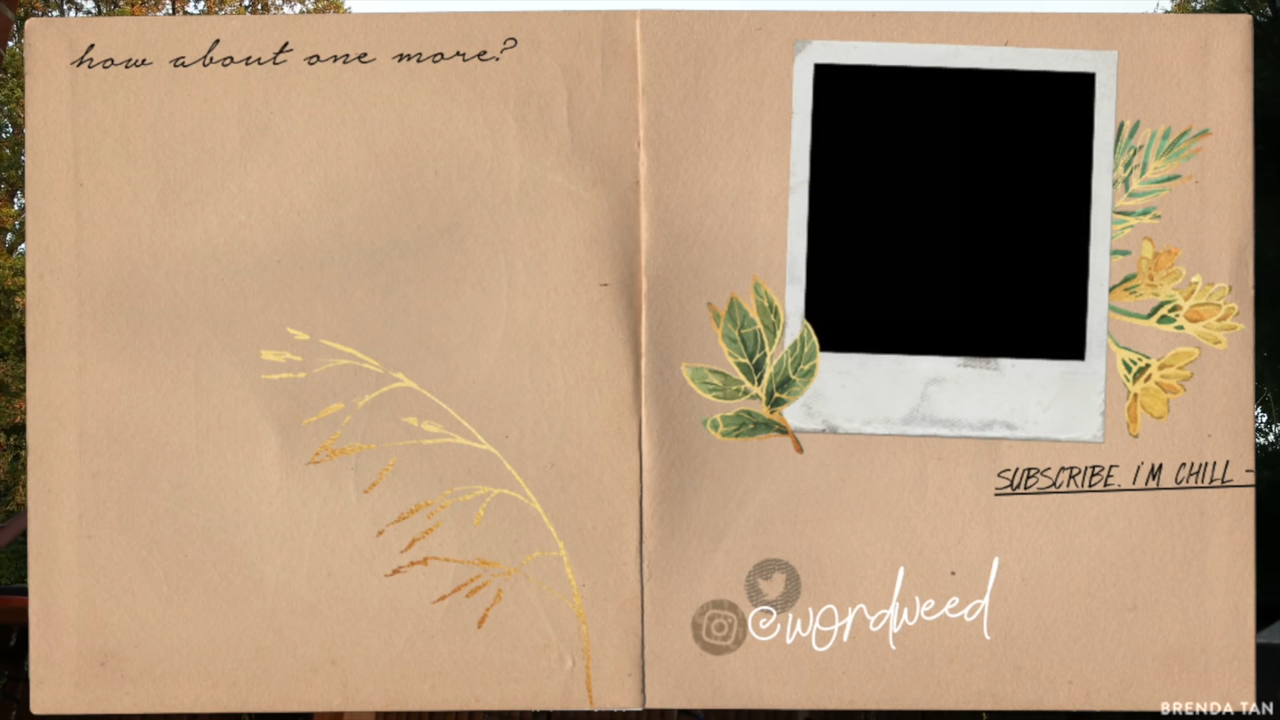 how about one more?
SUBSCRIBE. I'M CHILL -
@wordweed
BRENDA TAN